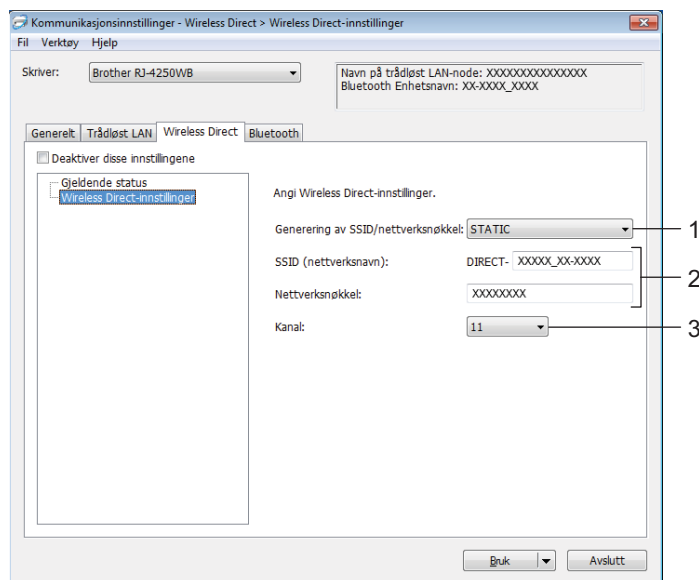 Kommunikasjonsinnstillinger - Wireless Direct > Wireless Direct-innstillinger
Fil Verktøy Hjelp
Skriver: Brother RJ-4250WB
Navn på trådløst LAN-node: XXXXXXXXXXXXXXX
Bluetooth Enhetsnavn: XX-XXXX_XXXX
Generelt Trådløst LAN Wireless Direct Bluetooth
Deaktiver disse innstillingene
Gjeldende status
Wireless Direct-innstillinger
Angi Wireless Direct-innstillinger.
Generering av SSID/nettverksnøkkel: STATIC 1
SSID (nettverksnavn): DIRECT- XXXXX_XX-XXXX
2
Nettverksnøkkel: XXXXXXXX
Kanal: 11 3
Bruk Avslutt